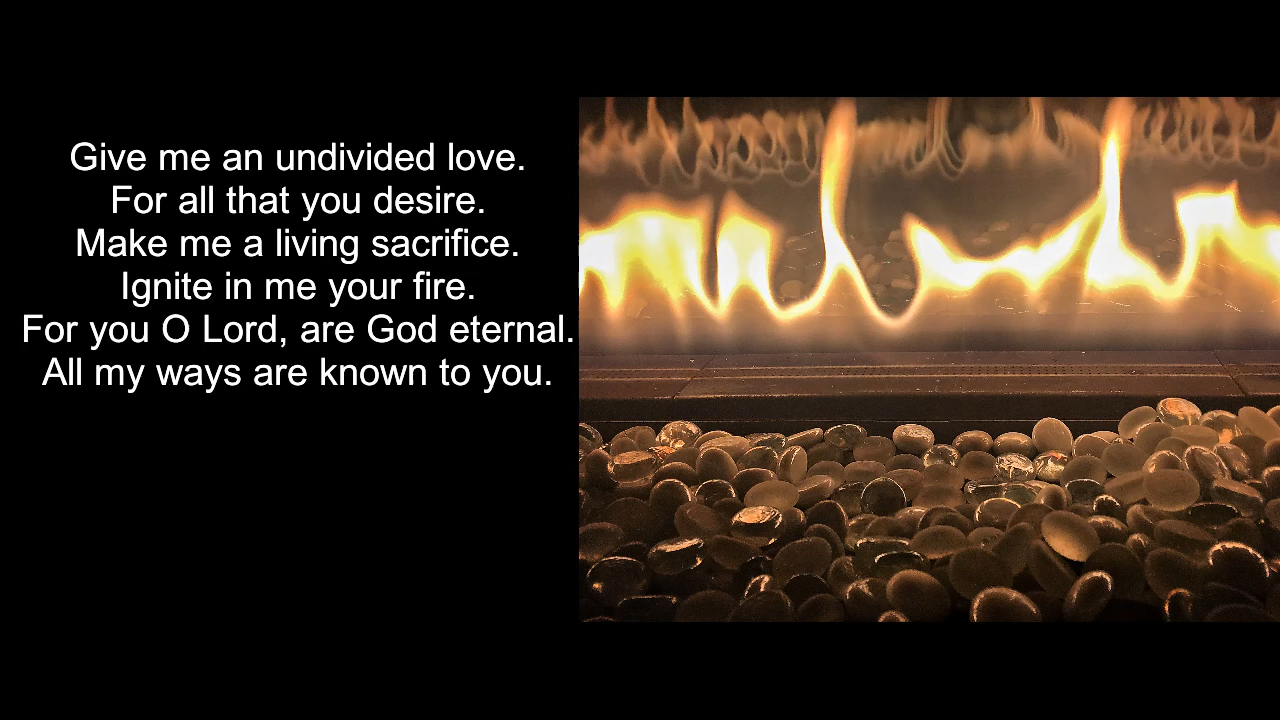 Give me an undivided love.
For all that you desire.
Make me a living sacrifice.
Ignite in me your fire.
For you O Lord, are God eternal.
All my ways are known to you.